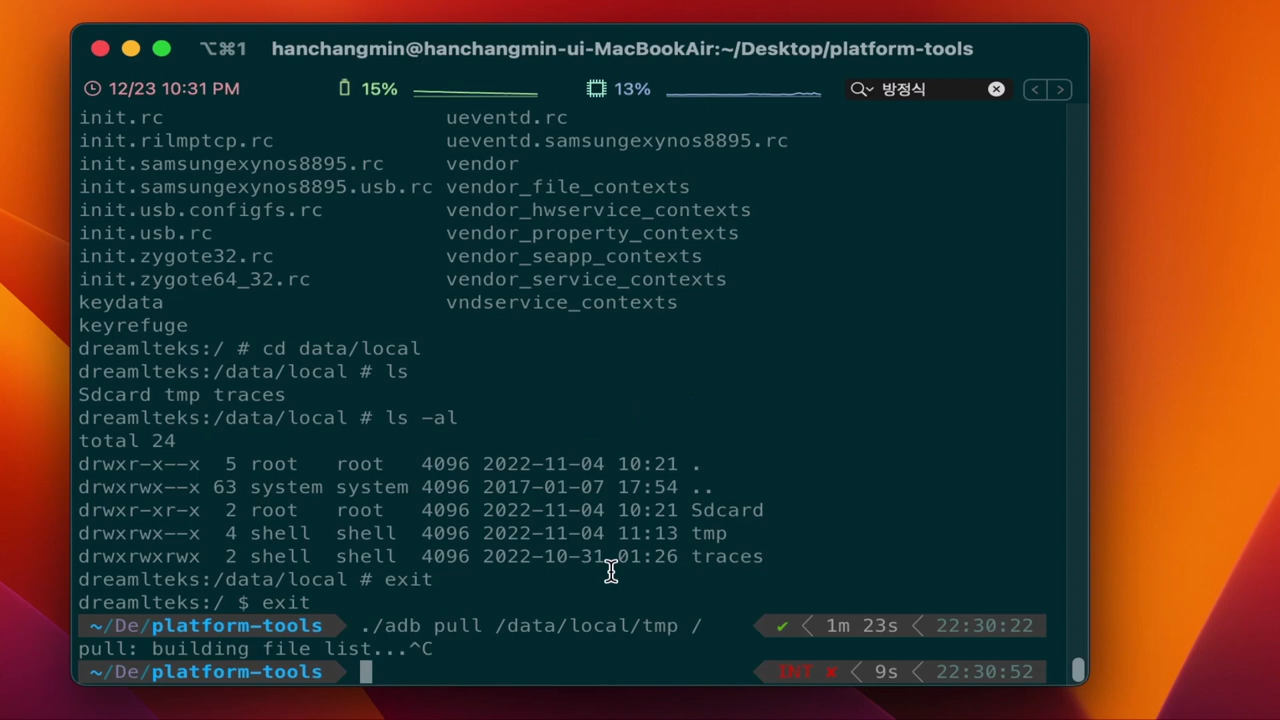 ⌥⌘1 hanchangmin@hanchangmin-ui-MacBookAir:~/Desktop/platform-tools
12/23 10:31 PM 15% 13% 방정식
init.rc ueventd.rc
init.rilmptcp.rc ueventd.samsungexynos8895.rc
init.samsungexynos8895.rc vendor
init.samsungexynos8895.usb.rc vendor_file_contexts
init.usb.configfs.rc vendor_hwservice_contexts
init.usb.rc vendor_property_contexts
init.zygote32.rc vendor_seapp_contexts
init.zygote64_32.rc vendor_service_contexts
keydata vndservice_contexts
keyrefuge
dreamlteks:/ # cd data/local
dreamlteks:/data/local # ls
Sdcard tmp traces
dreamlteks:/data/local # ls -al
total 24
drwxr-x--x 5 root root 4096 2022-11-04 10:21 .
drwxrwx--x 63 system system 4096 2017-01-07 17:54 ..
drwxr-xr-x 2 root root 4096 2022-11-04 10:21 Sdcard
drwxrwx--x 4 shell shell 4096 2022-11-04 11:13 tmp
drwxrwxrwx 2 shell shell 4096 2022-10-31 01:26 traces
dreamlteks:/data/local # exit
dreamlteks:/ $ exit
~/De/platform-tools ./adb pull /data/local/tmp / ✔ 1m 23s 22:30:22
pull: building file list...^C
~/De/platform-tools INT ✘ 9s 22:30:52